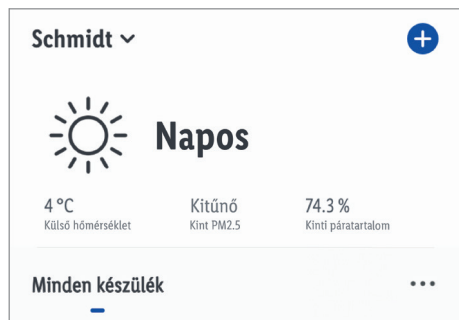 Schmidt
Napos
4 °C Kitűnő 74.3 %
Külső hőmérséklet Kint PM2.5 Kinti páratartalom
Minden készülék